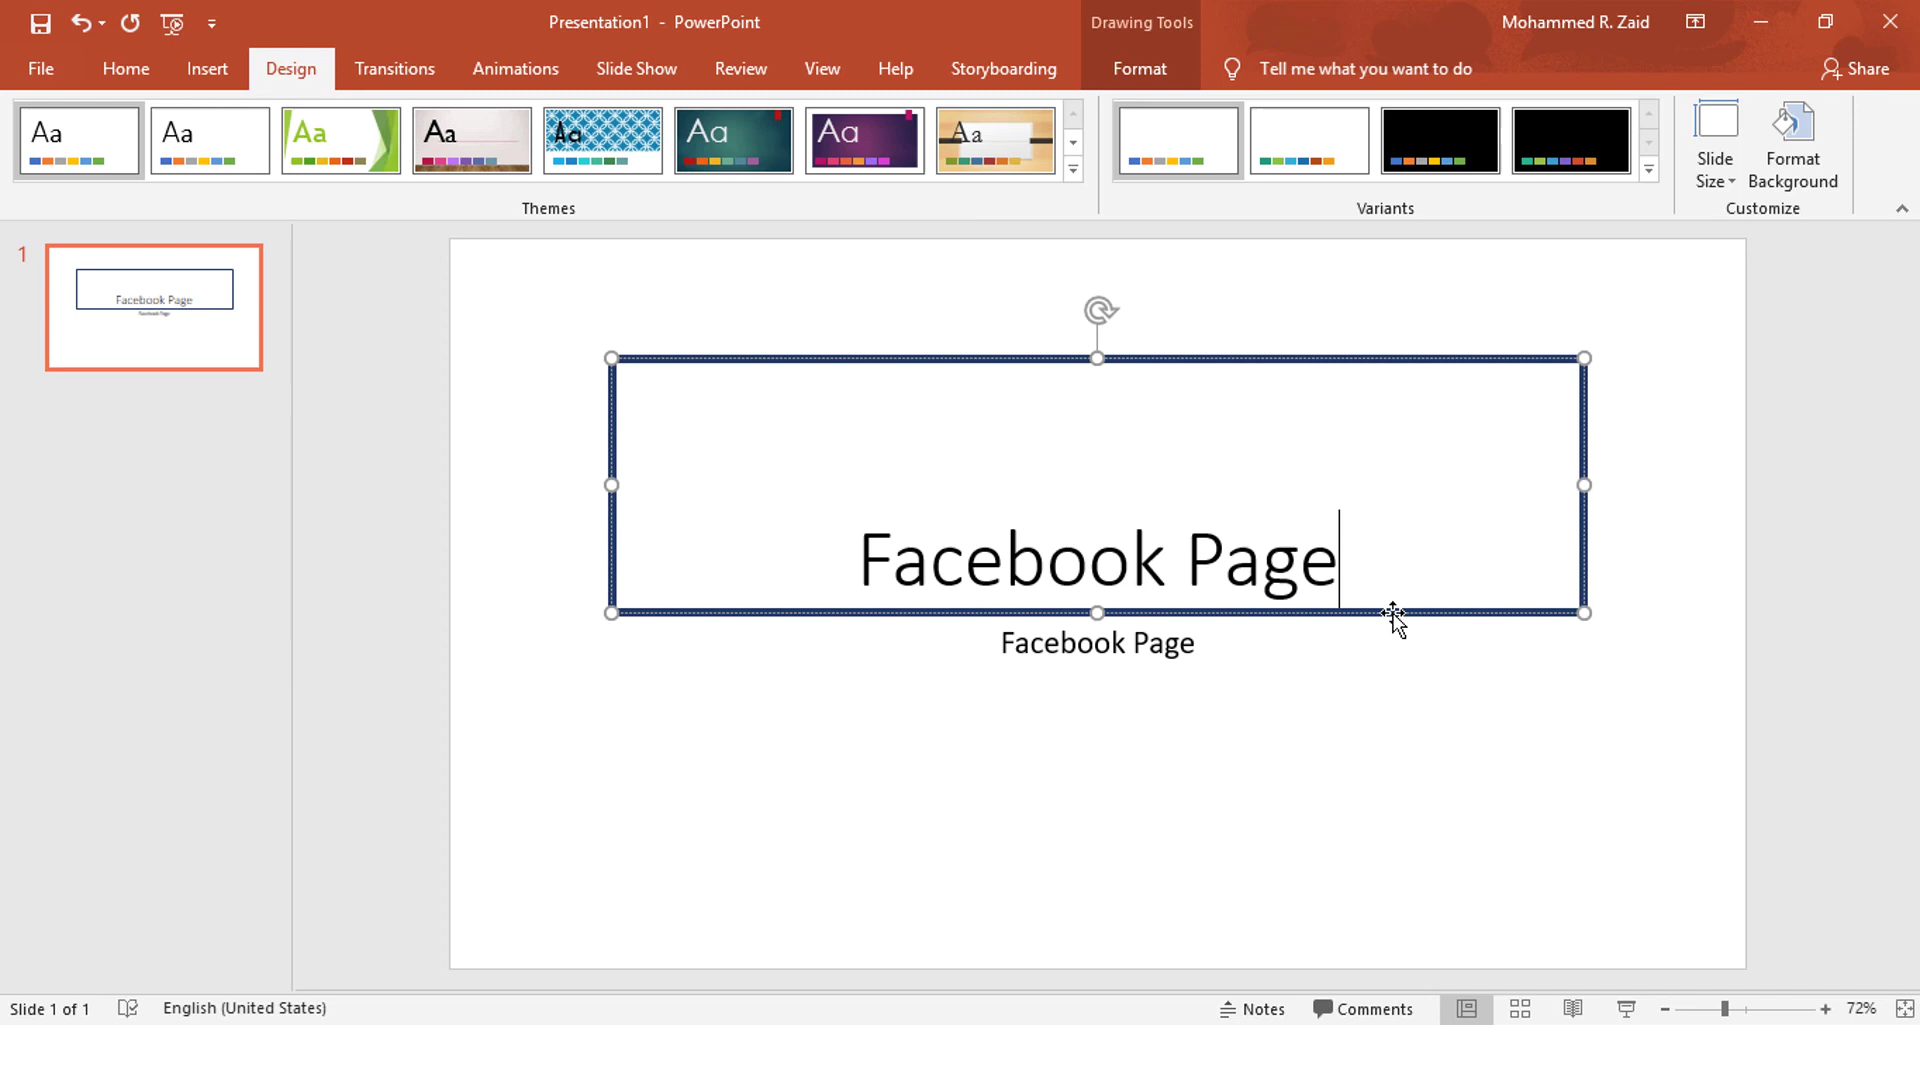 Presentation1 - PowerPoint
Drawing Tools
Mohammed R. Zaid
File Home Insert Design Transitions Animations Slide Show Review View Help Storyboarding Format Tell me what you want to do Share
Aa Aa Aa Aa Aa Aa Aa Aa
Slide Size
Format Background
Themes Variants Customize
1
Facebook Page
Facebook Page
Facebook Page
Facebook Page
Slide 1 of 1 English (United States) Notes Comments 72%